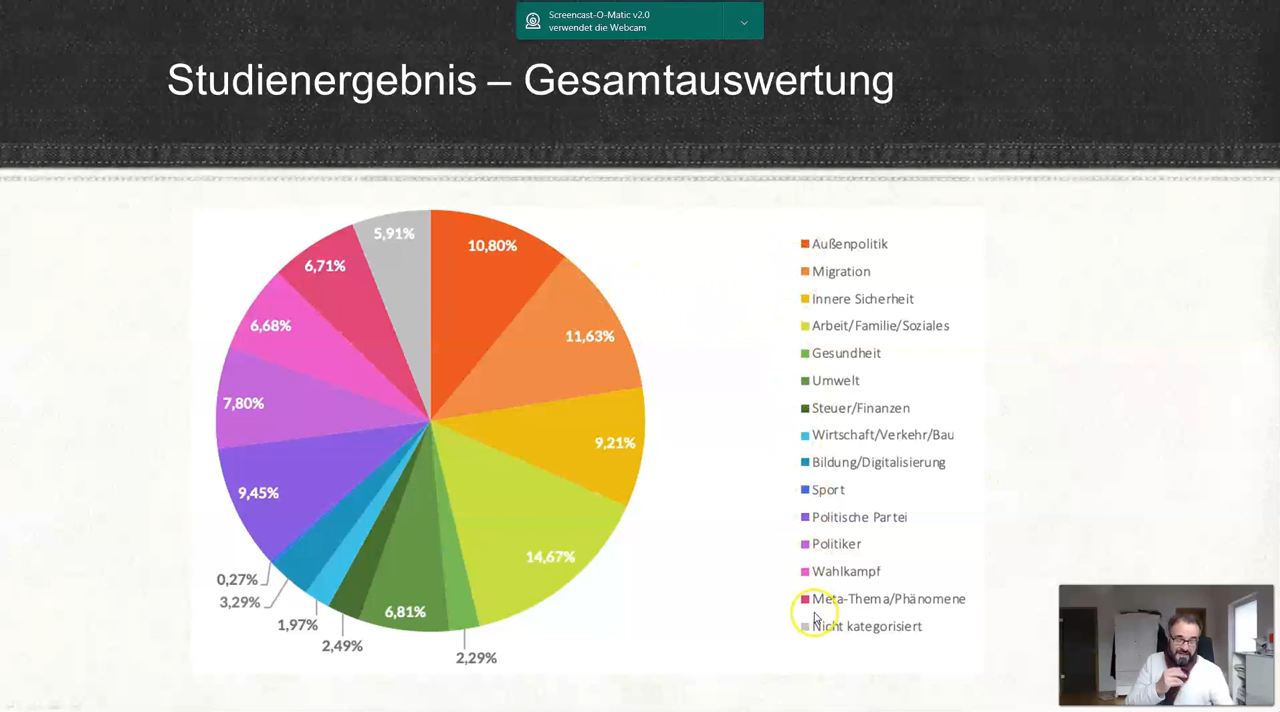 Screencast-O-Matic v2.0
verwendet die Webcam
Studienergebnis – Gesamtauswertung
5,91%
10,80%
6,71%
11,63%
6,68%
7,80%
9,21%
9,45%
14,67%
0,27%
3,29%
6,81%
1,97%
2,49%
2,29%
Außenpolitik
Migration
Innere Sicherheit
Arbeit/Familie/Soziales
Gesundheit
Umwelt
Steuer/Finanzen
Wirtschaft/Verkehr/Bau
Bildung/Digitalisierung
Sport
Politische Partei
Politiker
Wahlkampf
Meta-Thema/Phänomene
Nicht kategorisiert